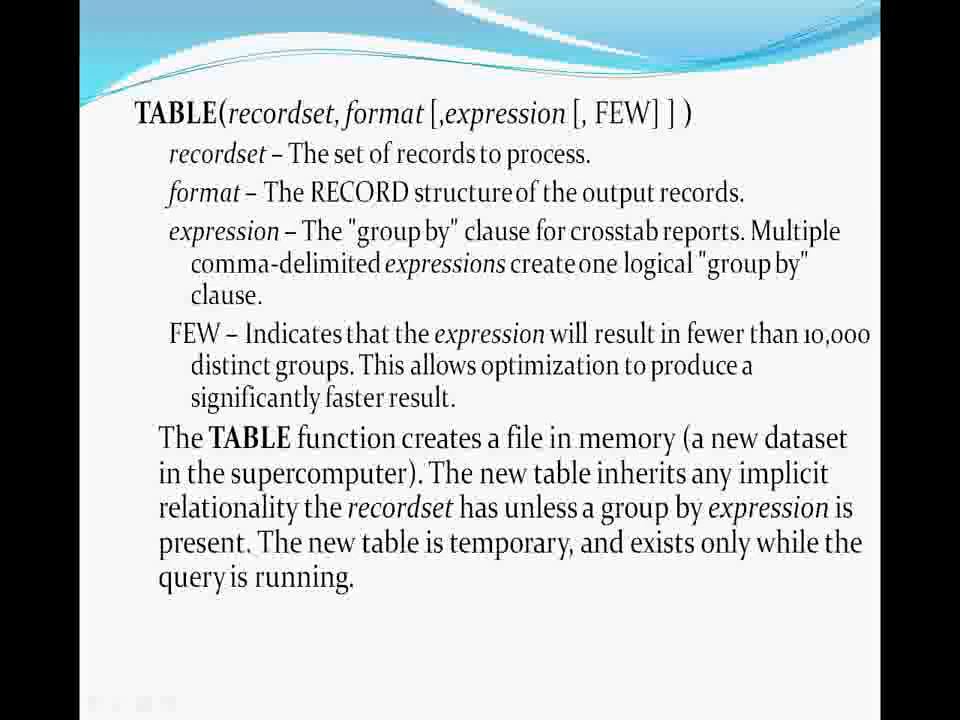 TABLE(recordset, format [,expression [, FEW] ] )
recordset – The set of records to process.
format – The RECORD structure of the output records.
expression – The "group by" clause for crosstab reports. Multiple
comma-delimited expressions create one logical "group by"
clause.
FEW – Indicates that the expression will result in fewer than 10,000
distinct groups. This allows optimization to produce a
significantly faster result.
The TABLE function creates a file in memory (a new dataset
in the supercomputer). The new table inherits any implicit
relationality the recordset has unless a group by expression is
present. The new table is temporary, and exists only while the
query is running.